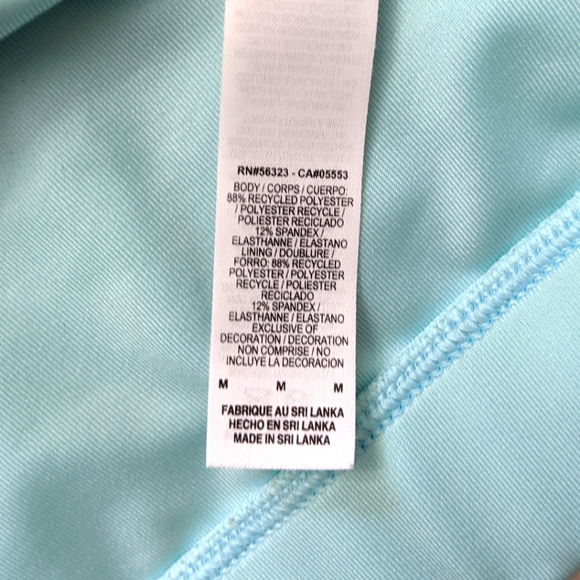 RN#56323 - CA#05553
BODY / CORPS / CUERPO:
88% RECYCLED POLYESTER
/ POLYESTER RECYCLE /
POLIESTER RECICLADO
12% SPANDEX /
ELASTHANNE / ELASTANO
LINING / DOUBLURE /
FORRO: 88% RECYCLED
POLYESTER / POLYESTER
RECYCLE / POLIESTER
RECICLADO
12% SPANDEX /
ELASTHANNE / ELASTANO
EXCLUSIVE OF
DECORATION / DECORATION
NON COMPRISE / NO
INCLUYE LA DECORACION
M M M
FABRIQUE AU SRI LANKA
HECHO EN SRI LANKA
MADE IN SRI LANKA